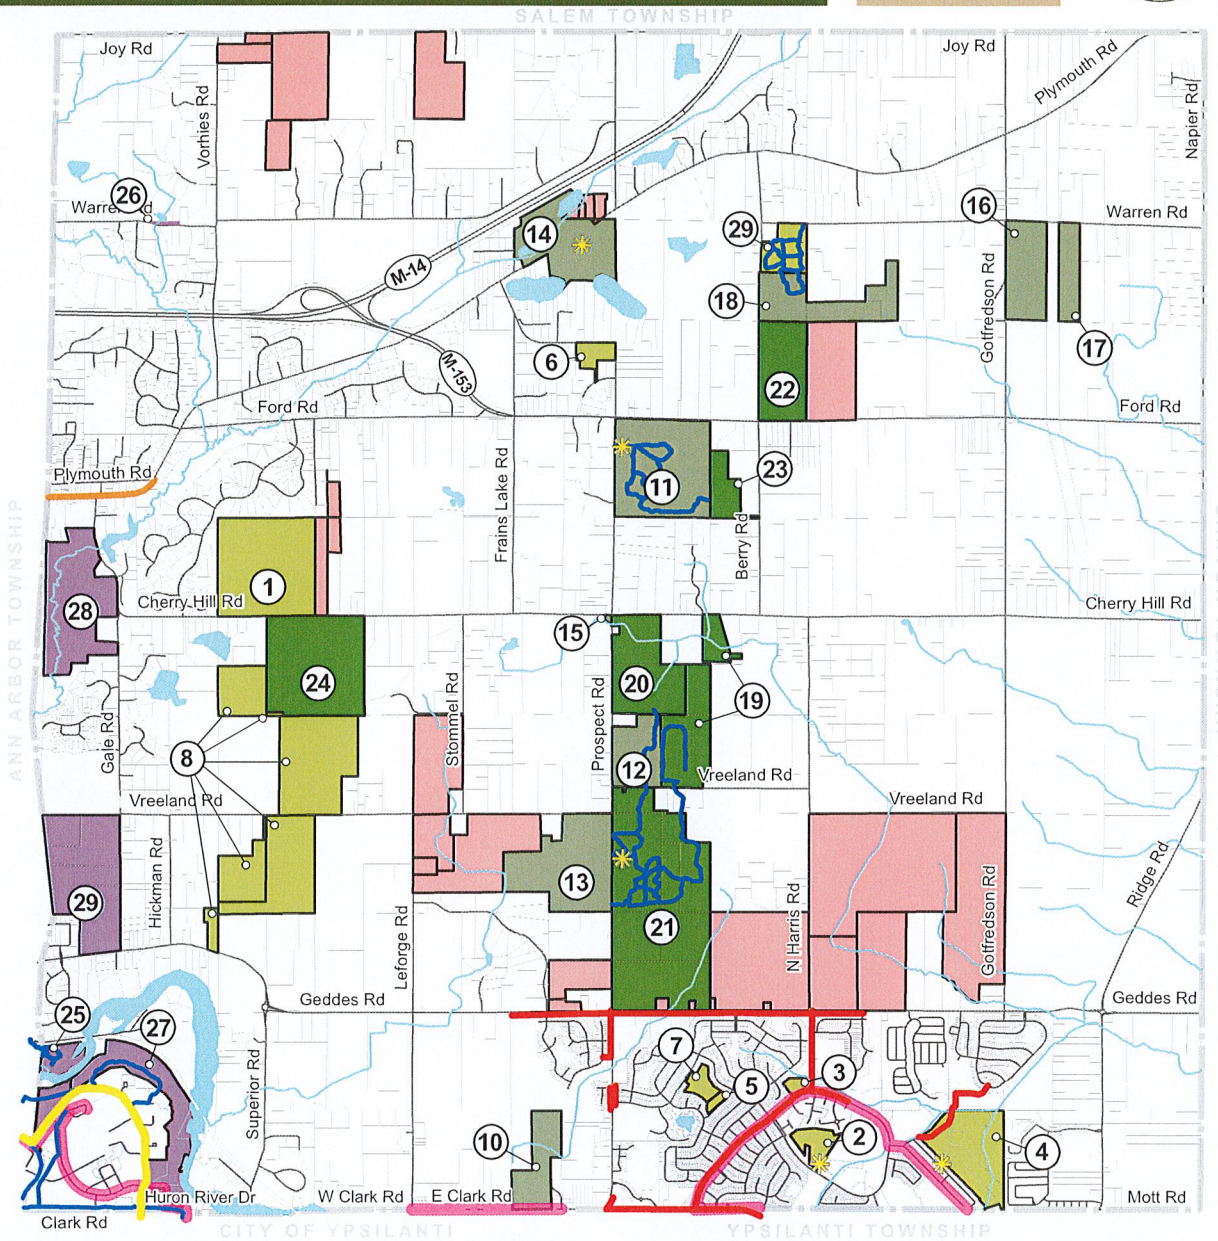 SALEM TOWNSHIP
Joy Rd
Joy Rd
Plymouth Rd
Vorhies Rd
Napier Rd
26
Warren Rd
16
Warren Rd
14
29
M-14
18
Gotfredson Rd
17
6
M-153
22
Ford Rd
Ford Rd
Plymouth Rd
Frains Lake Rd
11
23
Berry Rd
ANN ARBOR TOWNSHIP
1
28
Cherry Hill Rd
Cherry Hill Rd
15
24
20
19
Gale Rd
Stommel Rd
Prospect Rd
8
12
Vreeland Rd
Vreeland Rd
Vreeland Rd
Hickman Rd
29
13
21
Ridge Rd
Leforge Rd
N Harris Rd
Gotfredson Rd
Geddes Rd
Geddes Rd
25
27
7
5
3
Superior Rd
10
2
4
Huron River Dr
W Clark Rd
E Clark Rd
Mott Rd
Clark Rd
CITY OF YPSILANTI
YPSILANTI TOWNSHIP